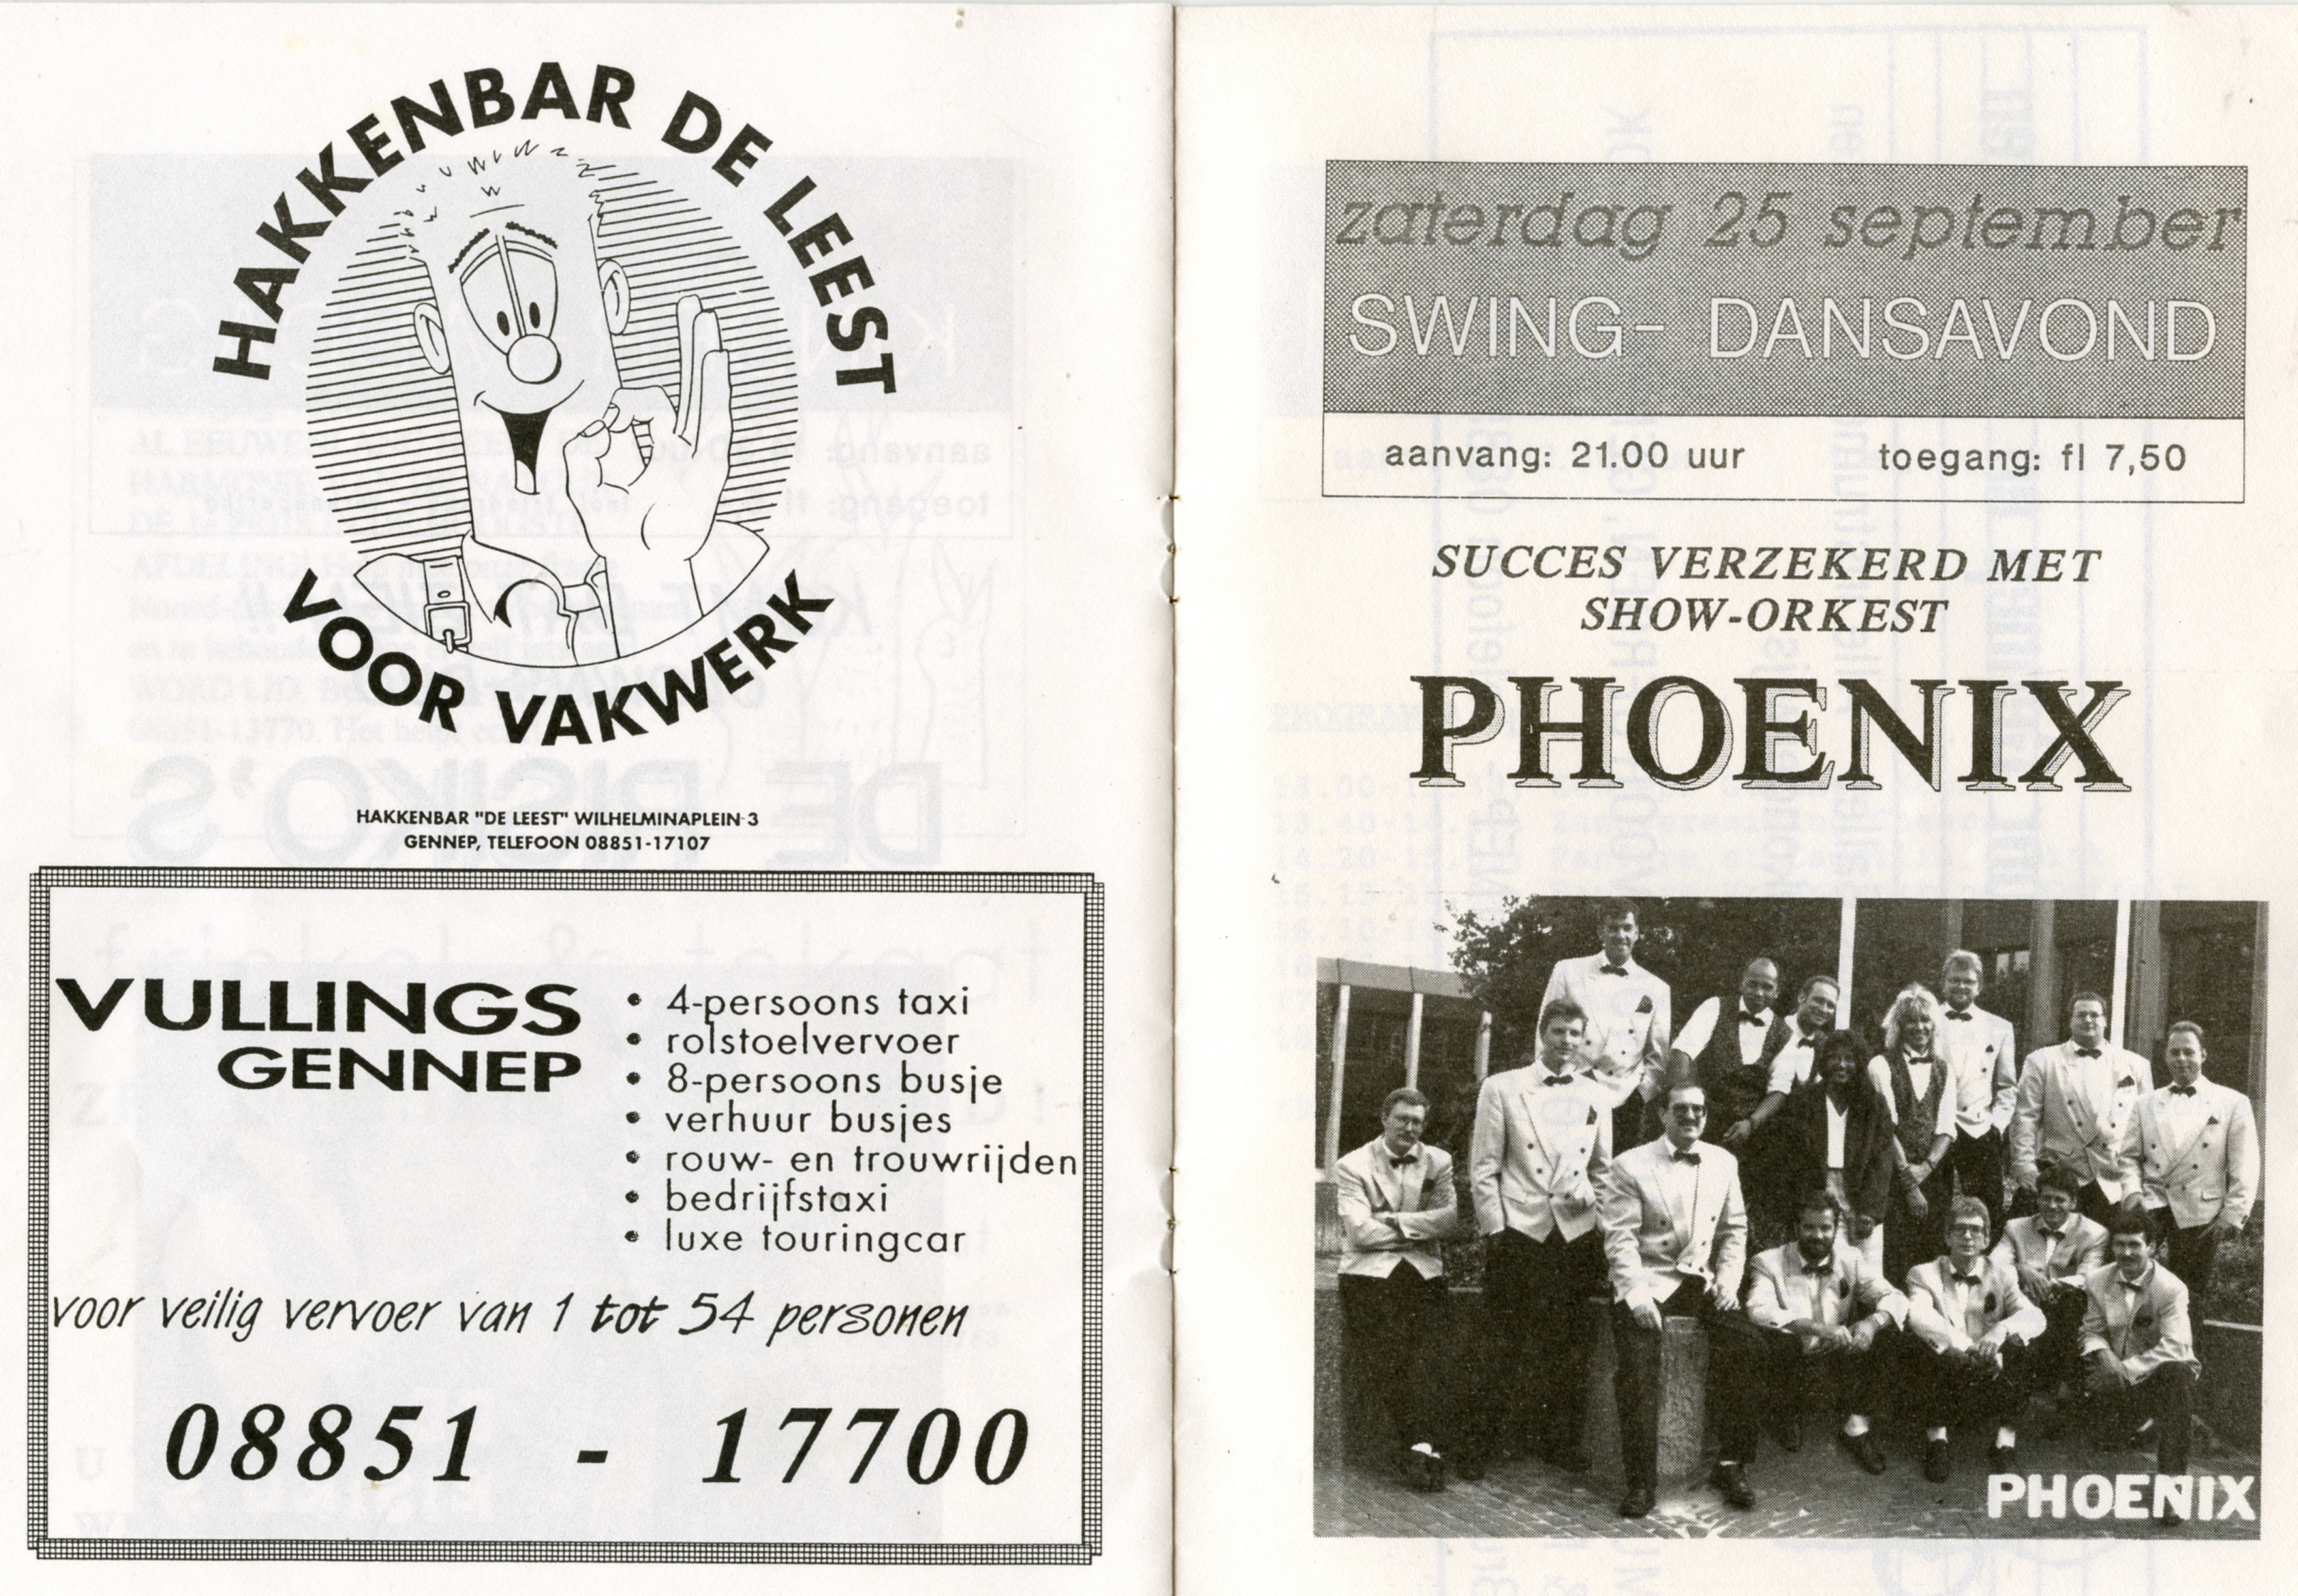 HAKKENBAR DE LEEST
VOOR VAKWERK
HAKKENBAR "DE LEEST" WILHELMINAPLEIN 3
GENNEP, TELEFOON 08851-17107
VULLINGS
GENNEP
• 4-persoons taxi
• rolstoelvervoer
• 8-persoons busje
• verhuur busjes
• rouw- en trouwrijden
• bedrijfstaxi
• luxe touringcar
voor veilig vervoer van 1 tot 54 personen
08851 - 17700
zaterdag 25 september
SWING- DANSAVOND
aanvang: 21.00 uur toegang: fl 7,50
SUCCES VERZEKERD MET
SHOW-ORKEST
PHOENIX
PHOENIX